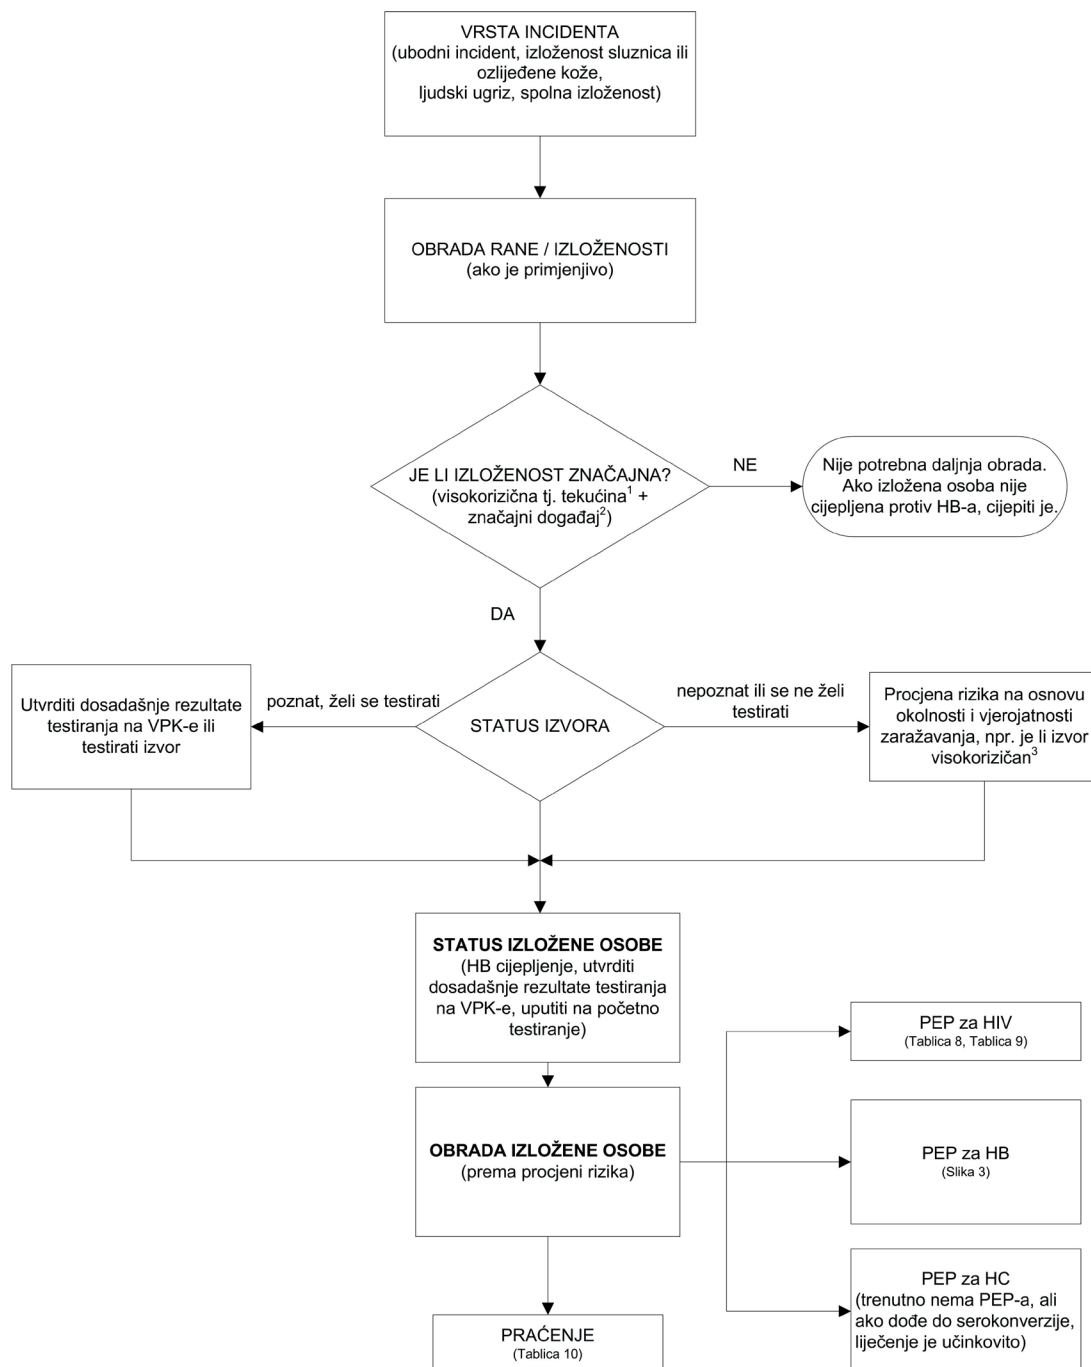 VRSTA INCIDENTA
(ubodni incident, izloženost sluznica ili
ozlijeđene kože,
ljudski ugriz, spolna izloženost)
OBRADA RANE / IZLOŽENOSTI
(ako je primjenjivo)
JE LI IZLOŽENOST ZNAČAJNA?
(visokorizična tj. tekućina¹ +
značajni događaj²)
NE
Nije potrebna daljnja obrada.
Ako izložena osoba nije
cijepljena protiv HB-a, cijepiti je.
DA
Utvrditi dosadašnje rezultate
testiranja na VPK-e ili
testirati izvor
poznat, želi se testirati
STATUS IZVORA
nepoznat ili se ne želi
testirati
Procjena rizika na osnovu
okolnosti i vjerojatnosti
zaražavanja, npr. je li izvor
visokorizičan³
STATUS IZLOŽENE OSOBE
(HB cijepljenje, utvrditi
dosadašnje rezultate testiranja
na VPK-e, uputiti na početno
testiranje)
OBRADA IZLOŽENE OSOBE
(prema procjeni rizika)
PEP za HIV
(Tablica 8, Tablica 9)
PEP za HB
(Slika 3)
PEP za HC
(trenutno nema PEP-a, ali
ako dođe do serokonverzije,
liječenje je učinkovito)
PRAĆENJE
(Tablica 10)